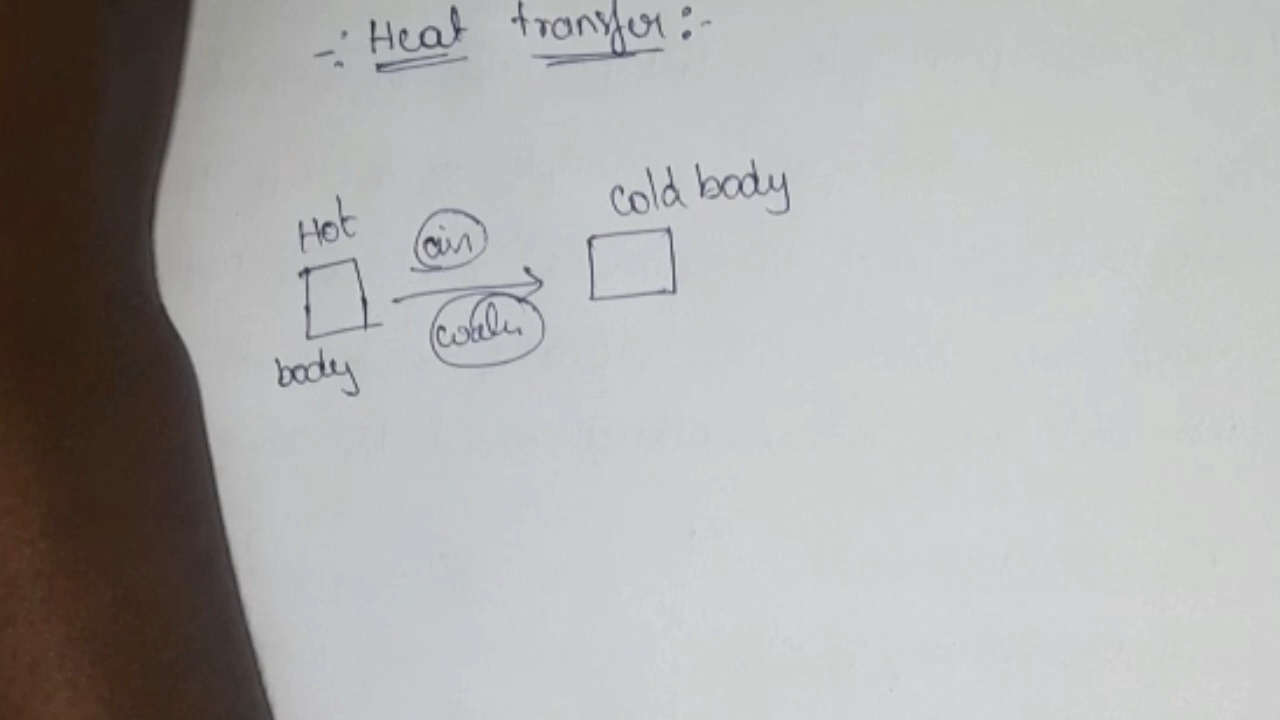 -: Heat transfer :-
cold body
Hot
air
water
body